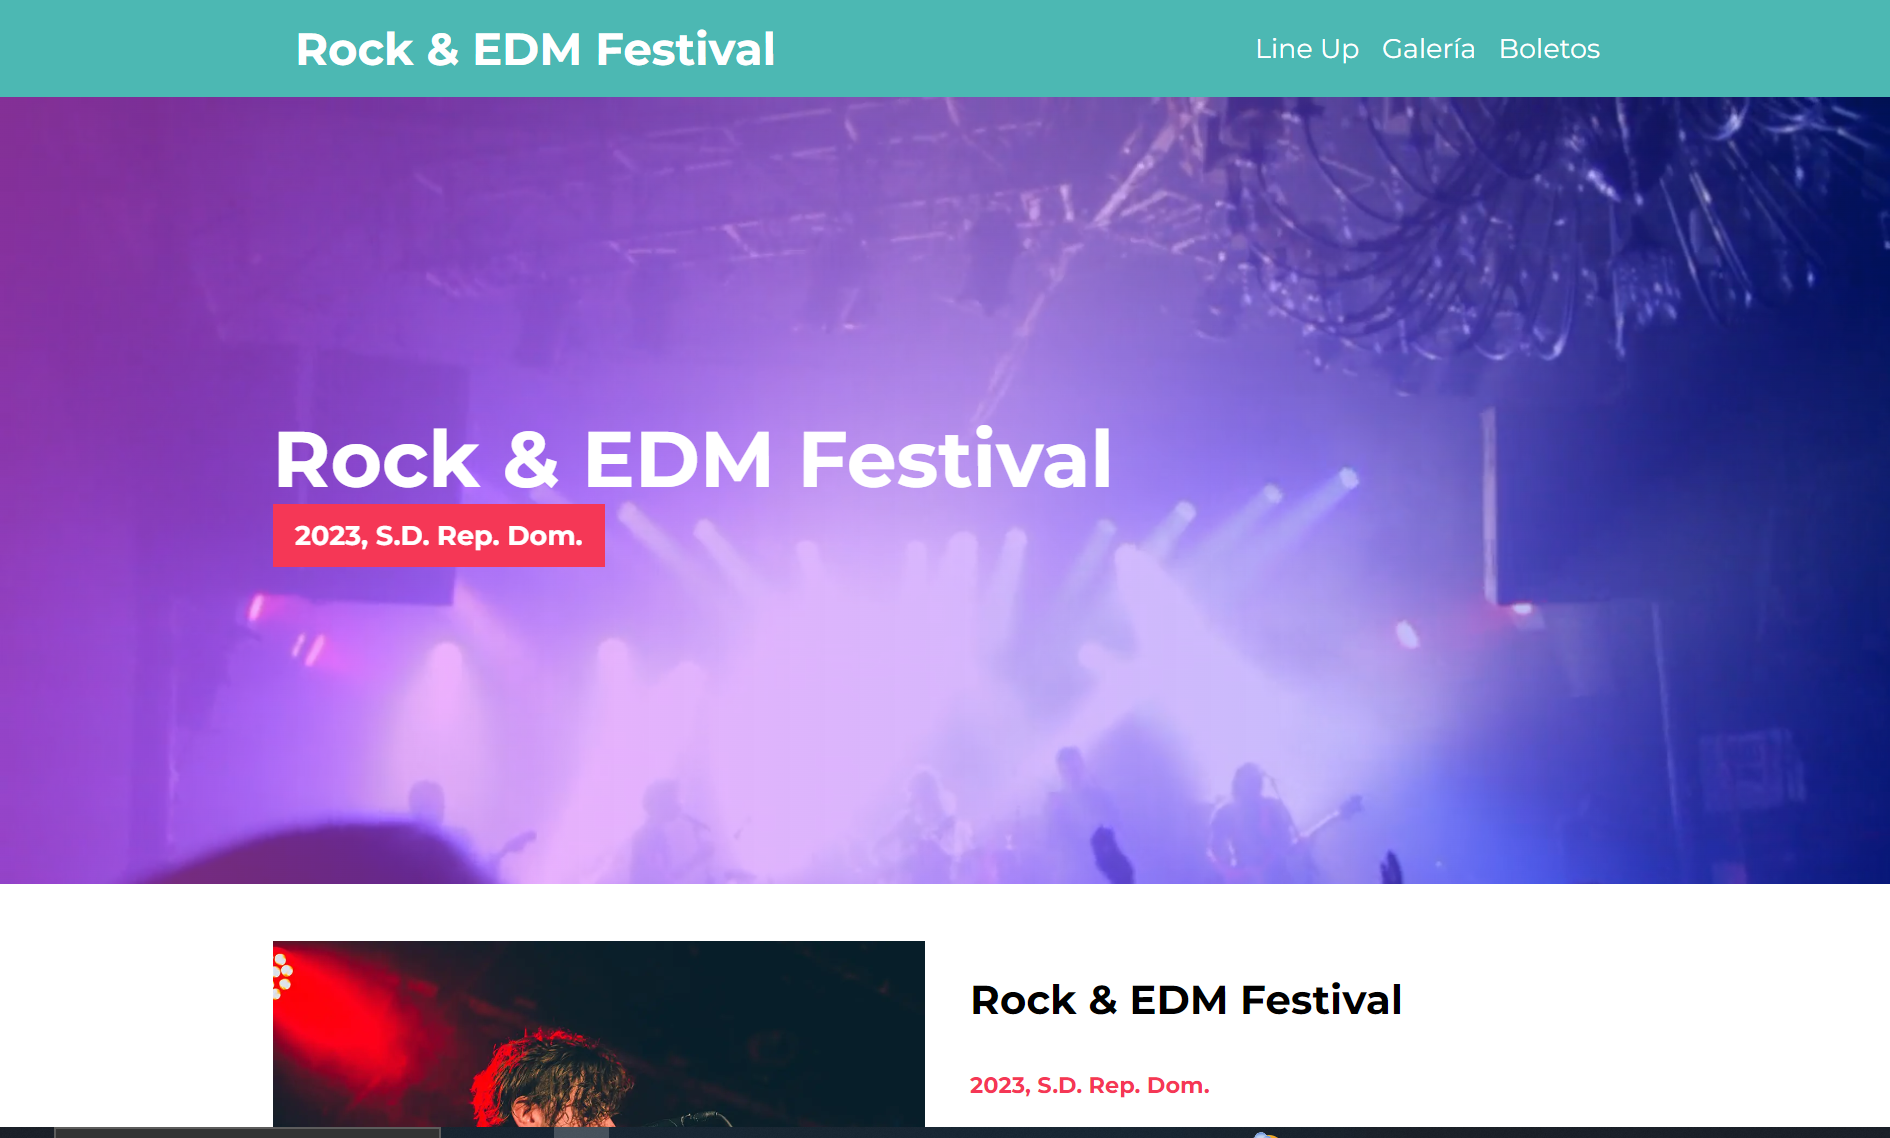 Rock & EDM Festival
Line Up Galería Boletos
Rock & EDM Festival
2023, S.D. Rep. Dom.
Rock & EDM Festival
2023, S.D. Rep. Dom.